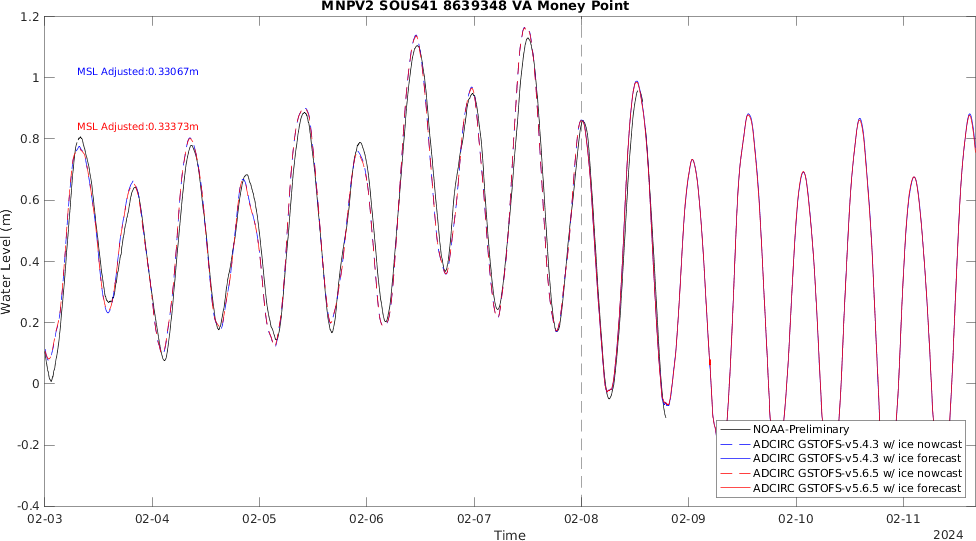 MNPV2 SOUS41 8639348 VA Money Point
1.2
1
0.8
0.6
0.4
0.2
0
-0.2
-0.4
Water Level (m)
MSL Adjusted:0.33067m
MSL Adjusted:0.33373m
NOAA-Preliminary
ADCIRC GSTOFS-v5.4.3 w/ ice nowcast
ADCIRC GSTOFS-v5.4.3 w/ ice forecast
ADCIRC GSTOFS-v5.6.5 w/ ice nowcast
ADCIRC GSTOFS-v5.6.5 w/ ice forecast
02-03 02-04 02-05 02-06 02-07 02-08 02-09 02-10 02-11
Time
2024